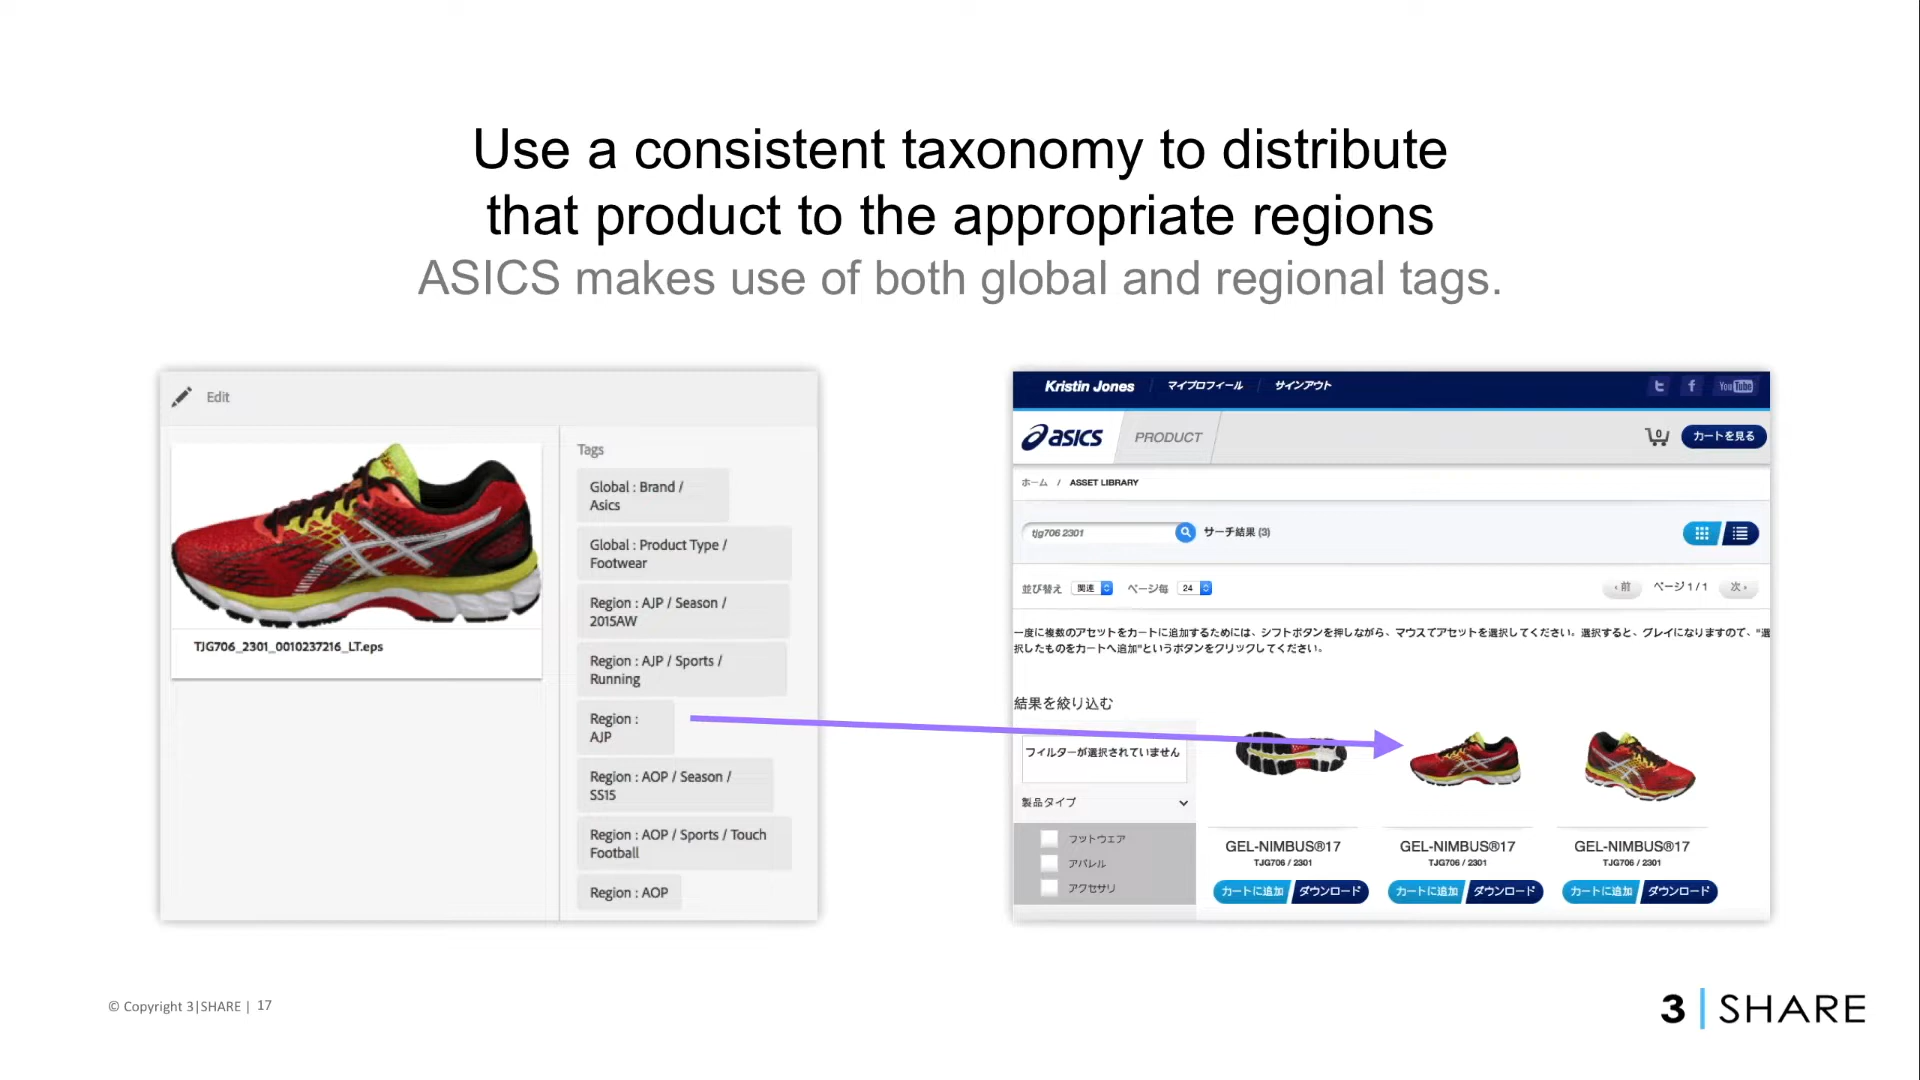 Use a consistent taxonomy to distribute
that product to the appropriate regions
ASICS makes use of both global and regional tags.
Edit
TJG706_2301_0010237216_LT.eps
Tags
Global : Brand /
Asics
Global : Product Type /
Footwear
Region : AJP / Season /
2015AW
Region : AJP / Sports /
Running
Region :
AJP
Region : AOP / Season /
SS15
Region : AOP / Sports / Touch
Football
Region : AOP
Kristin Jones マイプロフィール サインアウト You Tube
asics PRODUCT 0 カートを見る
ホーム / ASSET LIBRARY
tjg706 2301 サーチ結果 (3)
並び替え 関連 ページ毎 24 ‹ 前 ページ 1 / 1 次 ›
一度に複数のアセットをカートに追加するためには、シフトボタンを押しながら、マウスでアセットを選択してください。選択すると、グレイになりますので、"選
択したものをカートへ追加"というボタンをクリックしてください。
結果を絞り込む
フィルターが選択されていません
製品タイプ
フットウエア
アパレル
アクセサリ
GEL-NIMBUS®17
TJG706 / 2301
カートに追加 ダウンロード
GEL-NIMBUS®17
TJG706 / 2301
カートに追加 ダウンロード
GEL-NIMBUS®17
TJG706 / 2301
カートに追加 ダウンロード
© Copyright 3|SHARE | 17
3 | SHARE